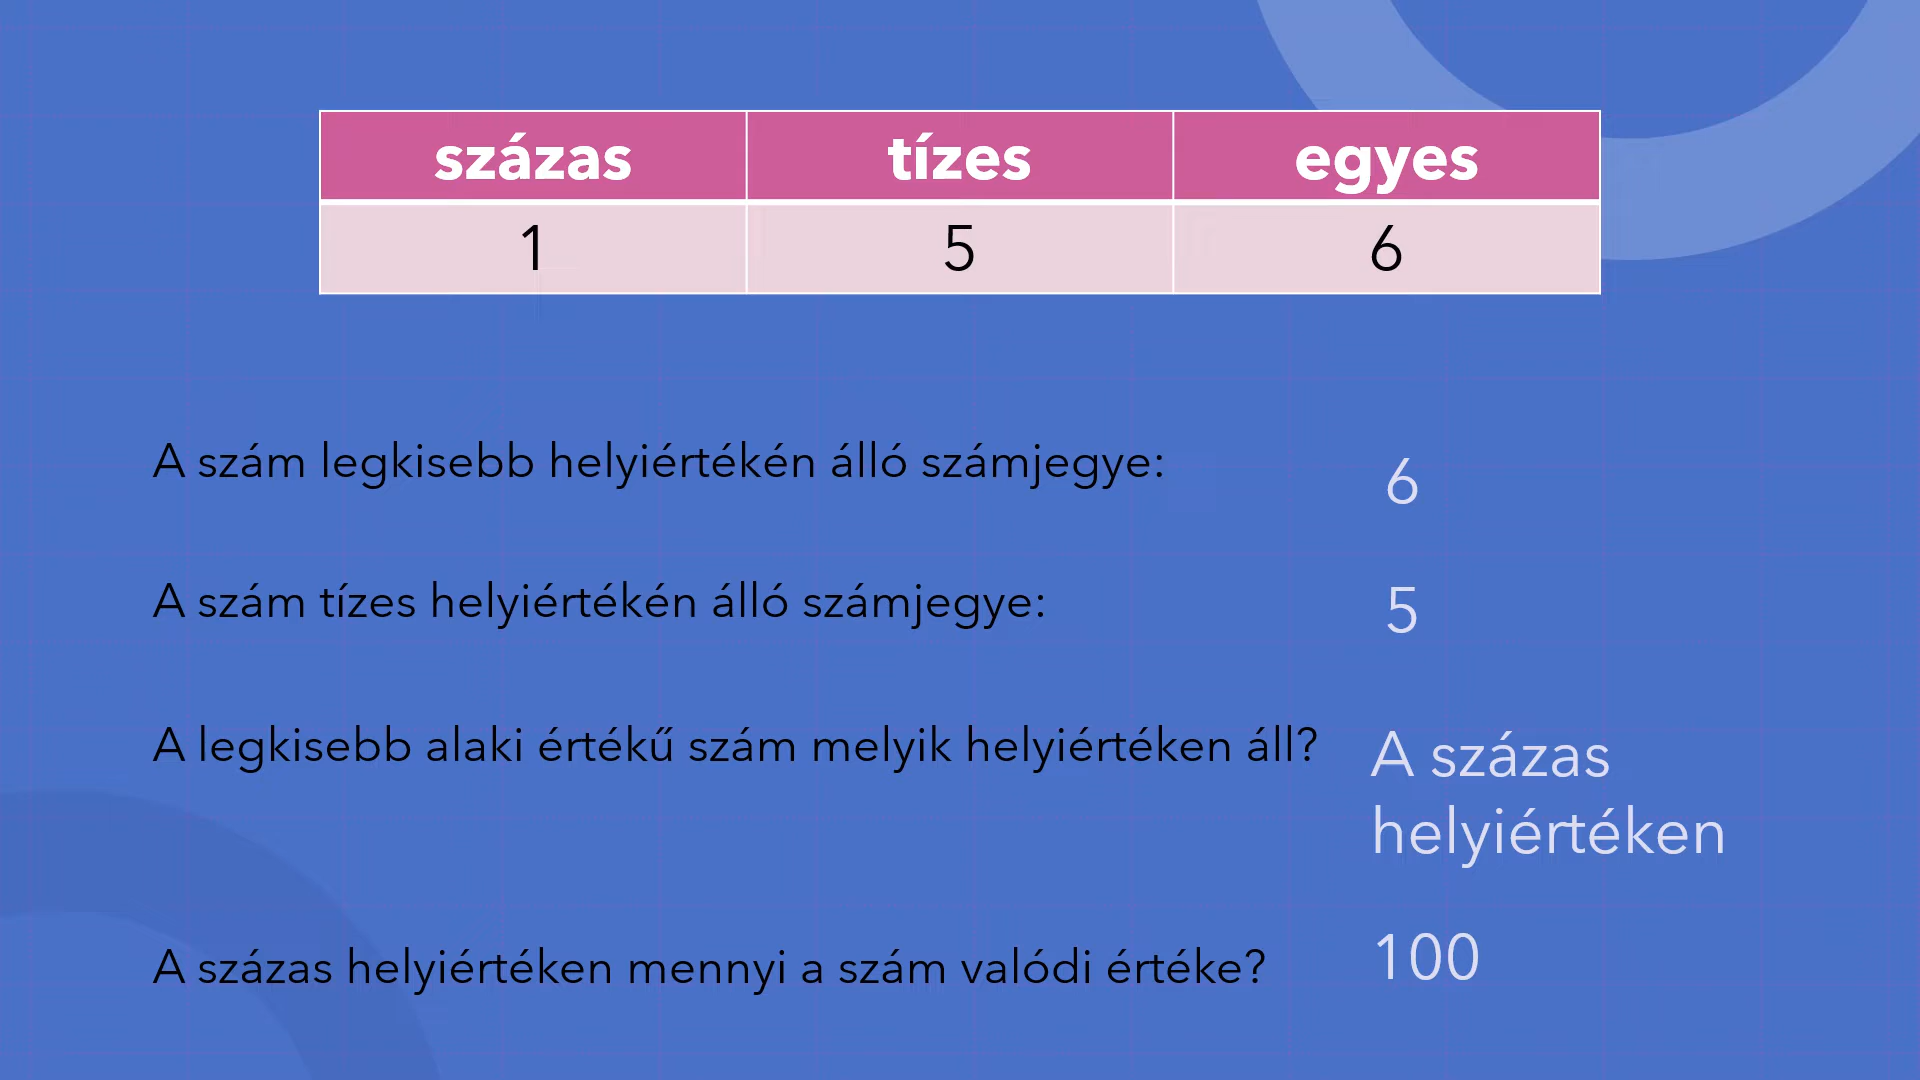 százas tízes egyes
1 5 6
A szám legkisebb helyiértékén álló számjegye: 6
A szám tízes helyiértékén álló számjegye: 5
A legkisebb alaki értékű szám melyik helyiértéken áll? A százas
helyiértéken
A százas helyiértéken mennyi a szám valódi értéke? 100